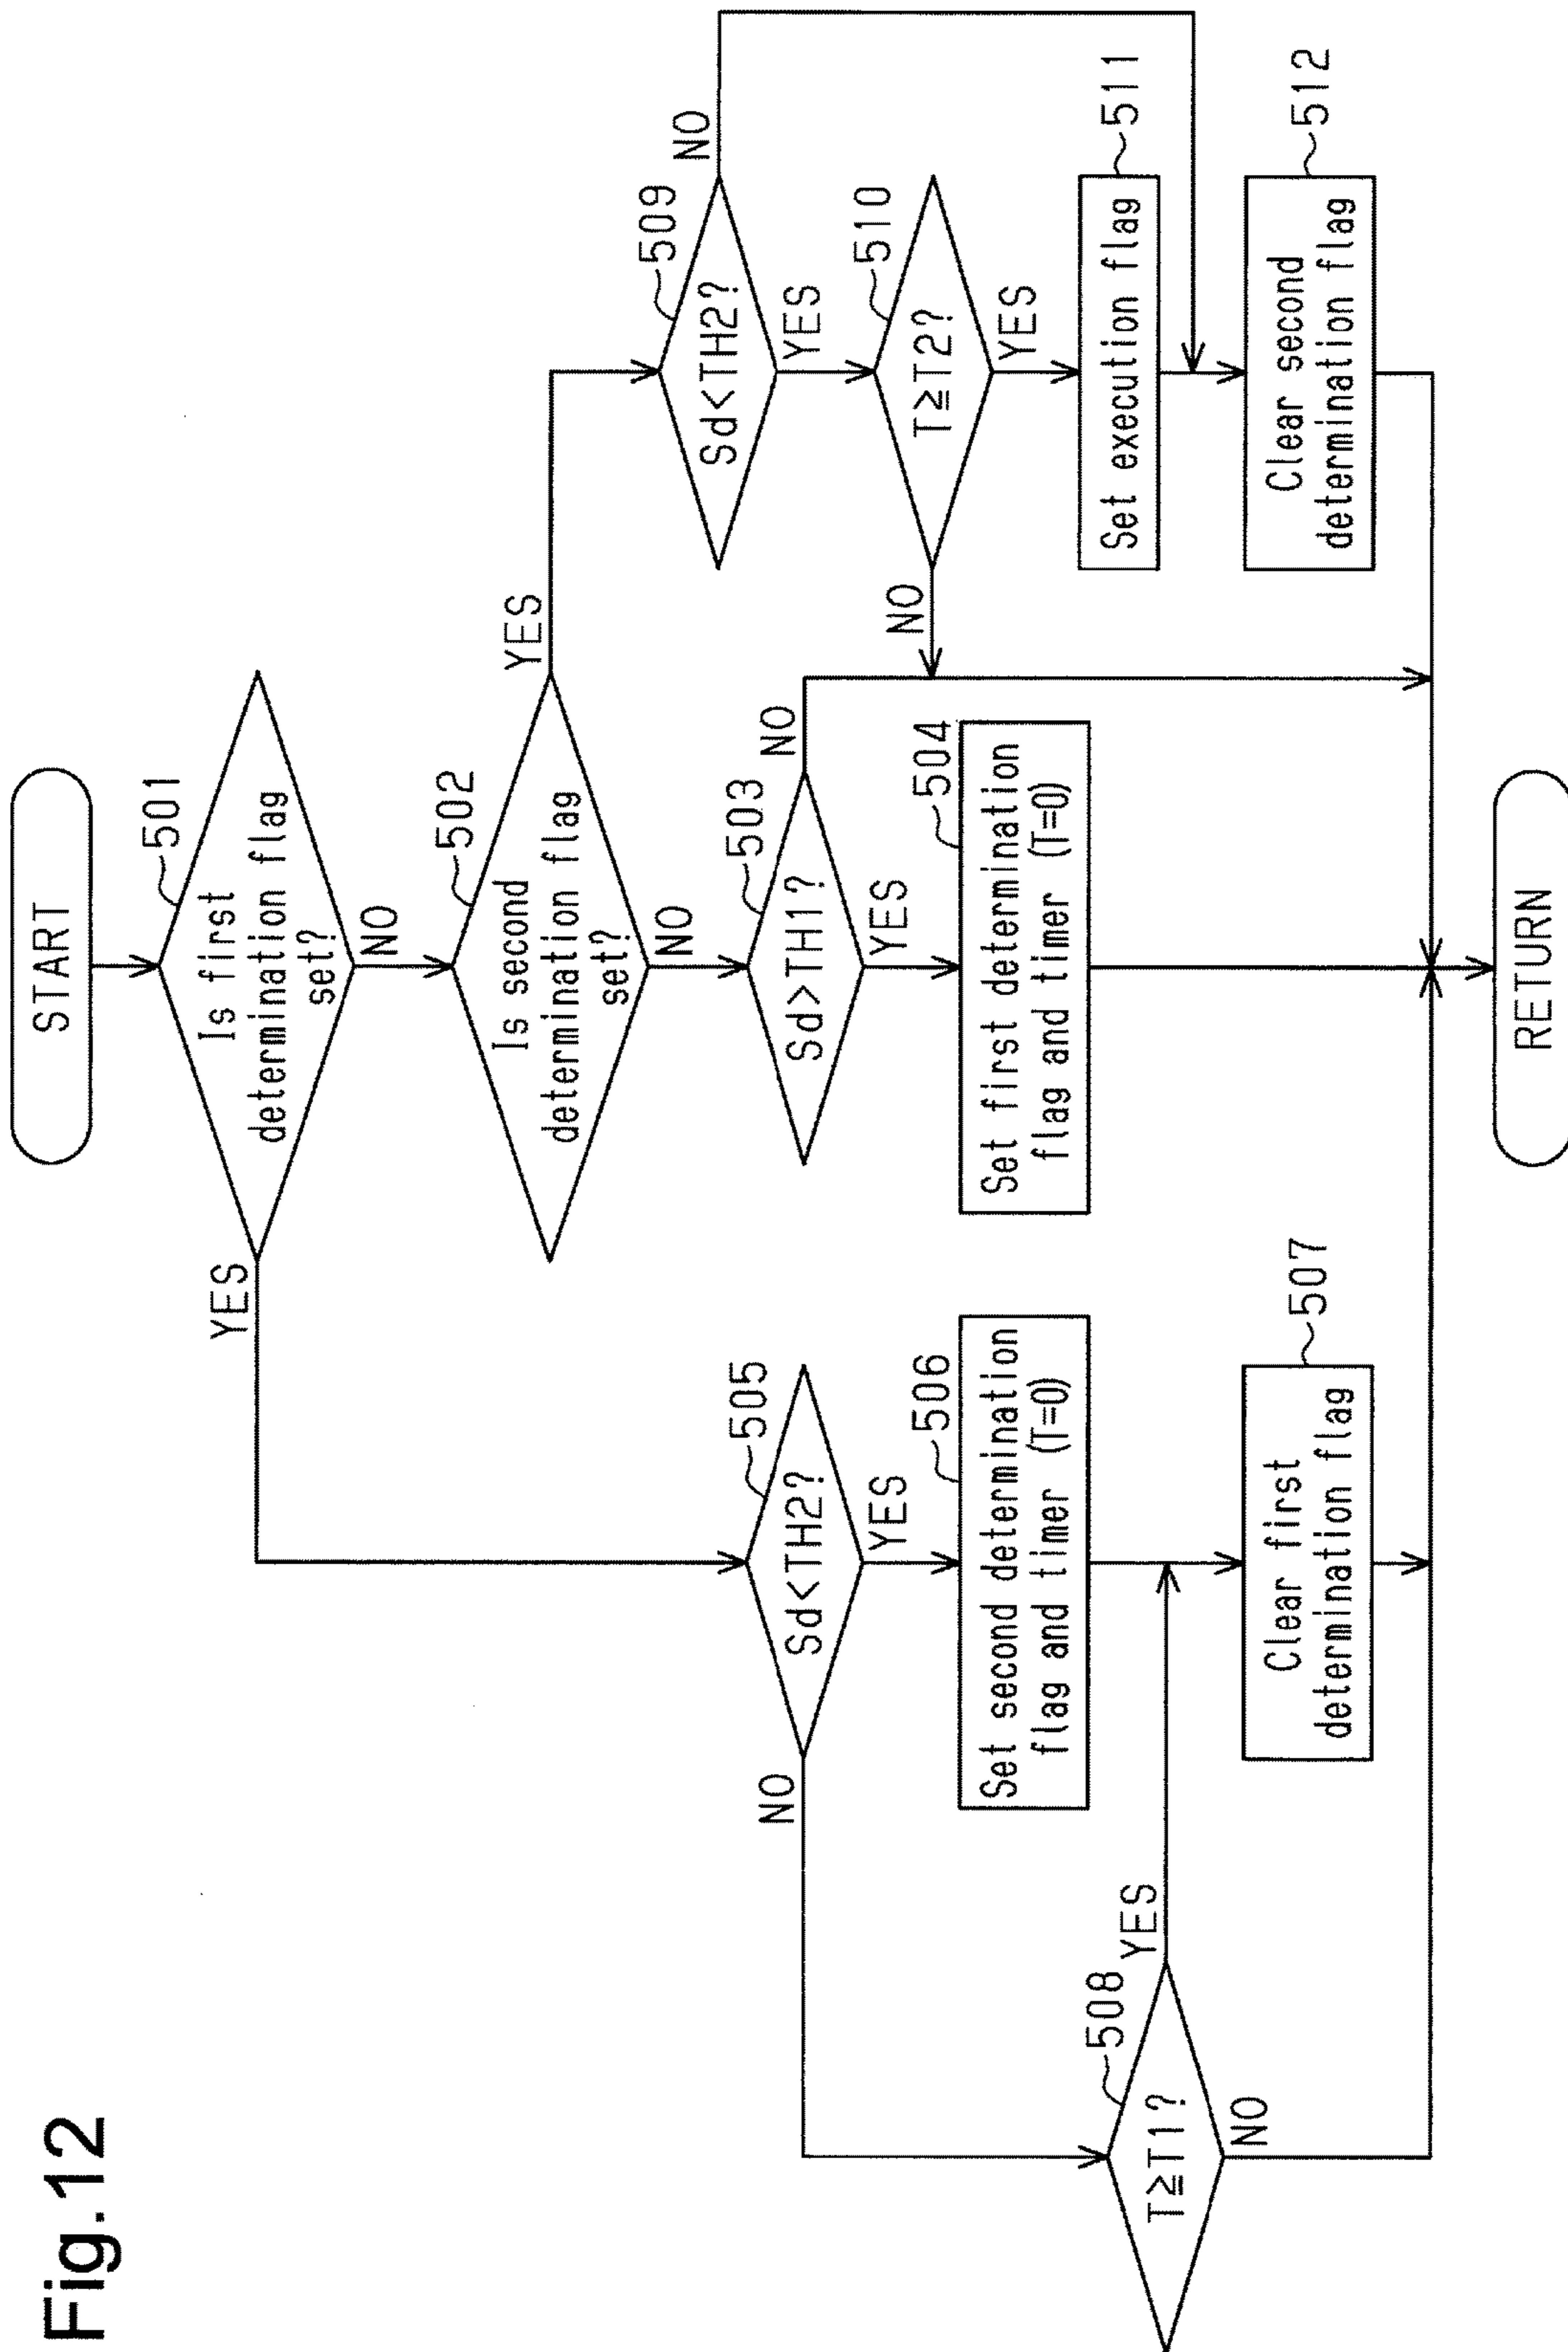 Fig.12
START
501
Is first
determination flag
set?
YES
NO
502
Is second
determination flag
set?
YES
NO
503
Sd>TH1?
NO
YES
504
Set first determination
flag and timer (T=0)
505
Sd<TH2?
NO
YES
506
Set second determination
flag and timer (T=0)
507
Clear first
determination flag
508
T≧T1?
YES
NO
509
Sd<TH2?
NO
YES
510
T≧T2?
NO
YES
511
Set execution flag
512
Clear second
determination flag
RETURN